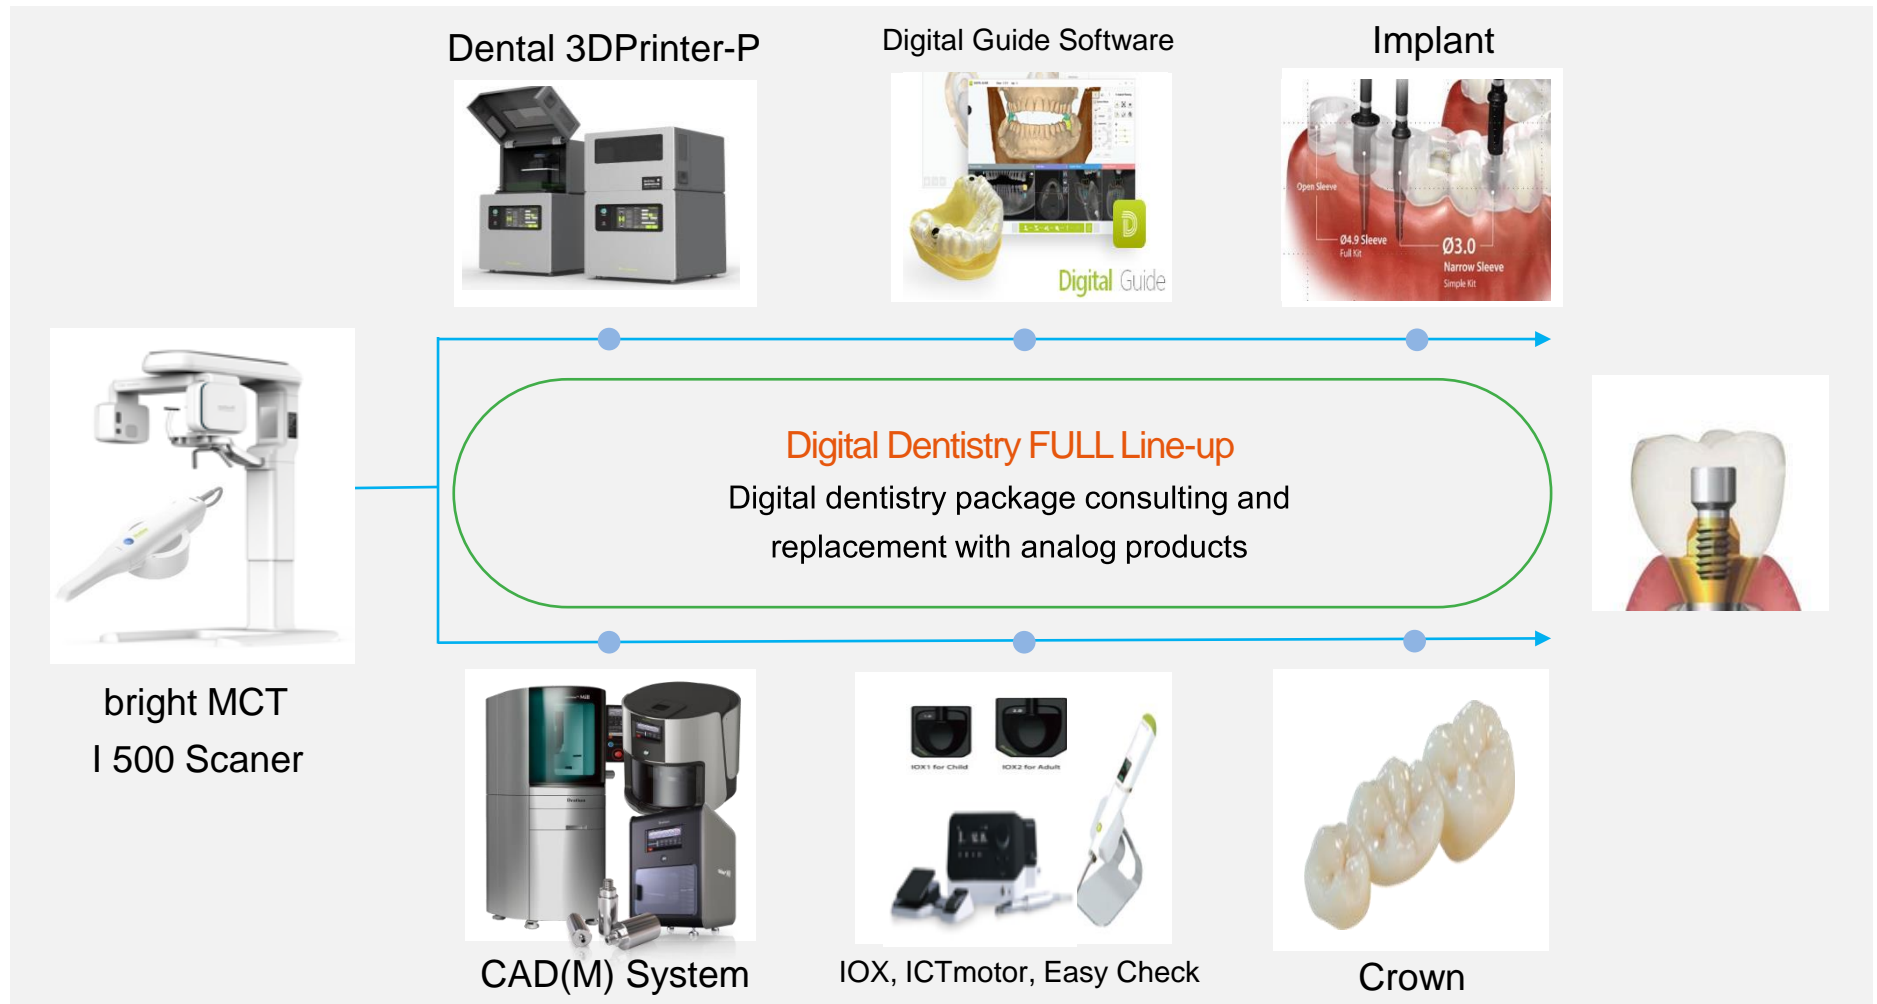 Dental 3DPrinter-P
Digital Guide Software
Implant
Open Sleeve
Ø4.9 Sleeve
Full Kit
Ø3.0
Narrow Sleeve
Simple Kit
Digital Guide
Digital Dentistry FULL Line-up
Digital dentistry package consulting and
replacement with analog products
bright MCT
I 500 Scaner
IOX1 for Child
IOX2 for Adult
CAD(M) System
IOX, ICTmotor, Easy Check
Crown